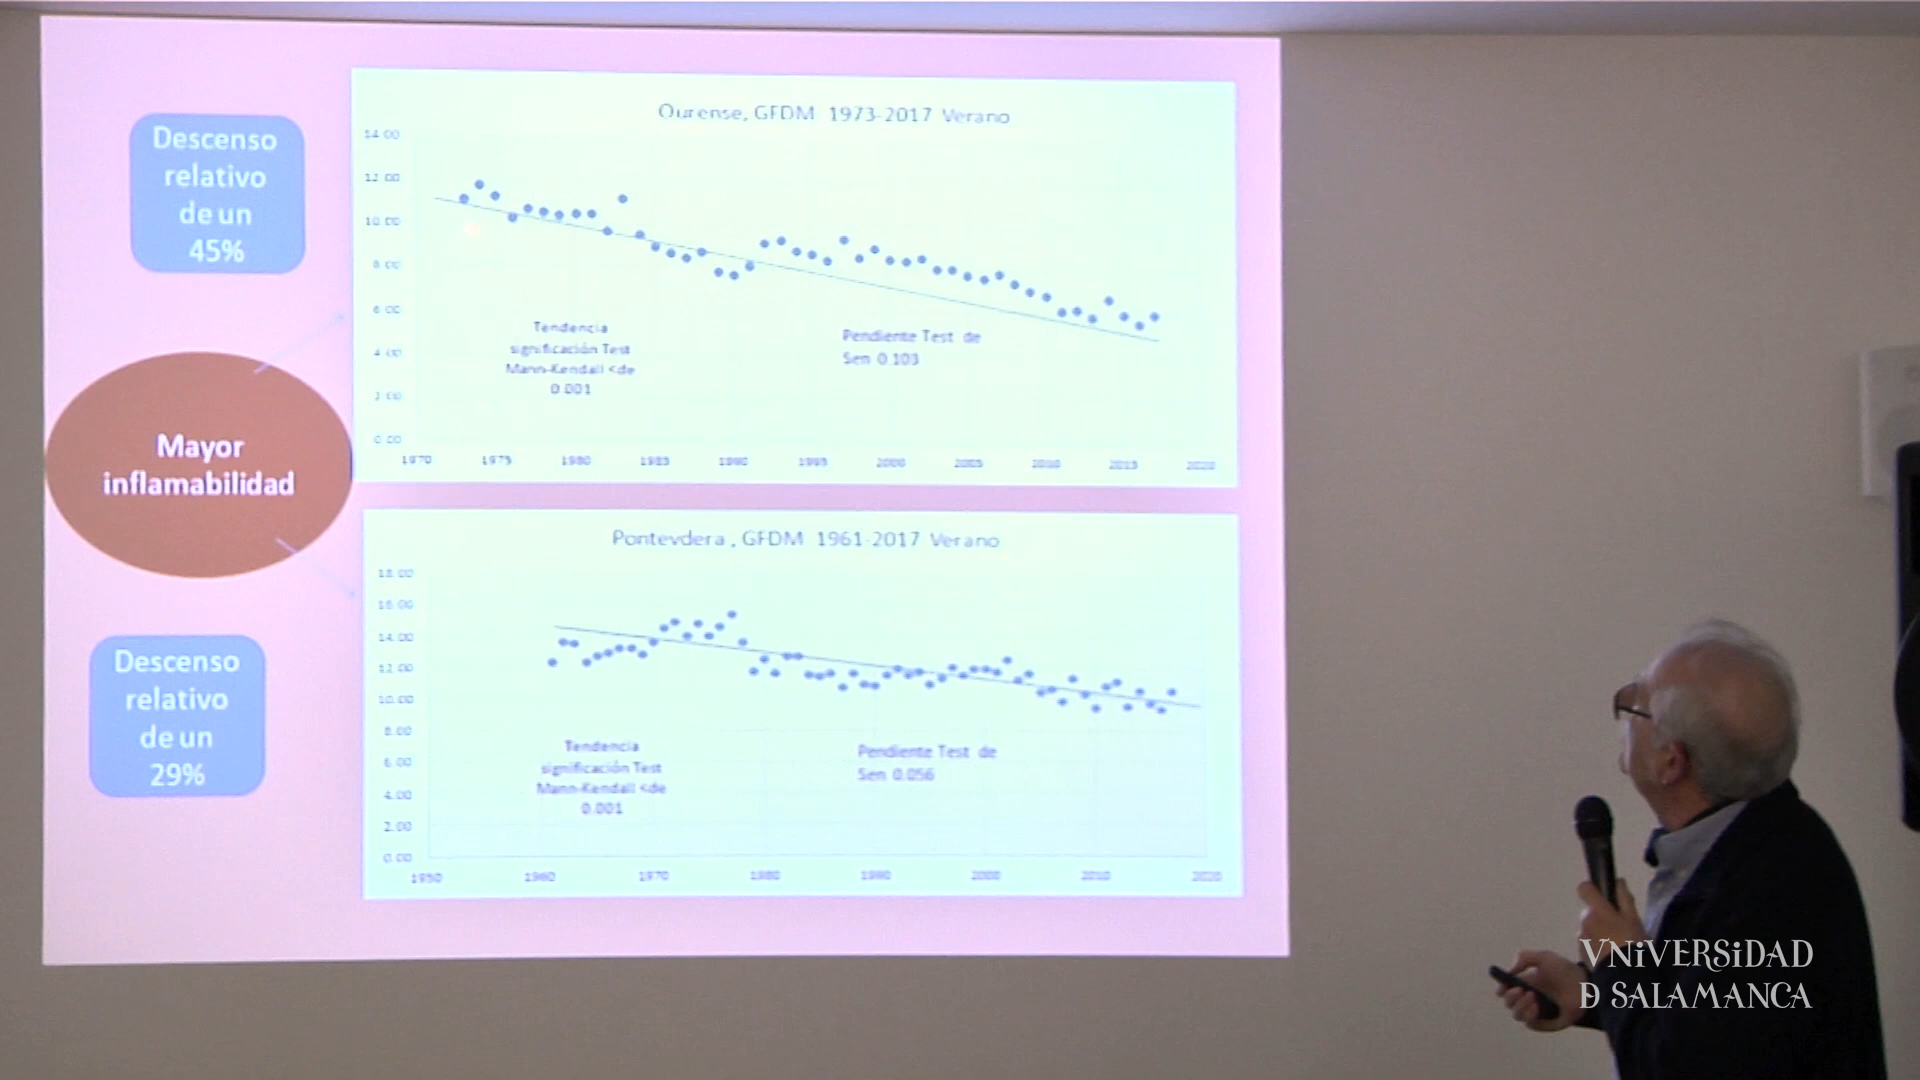 Descenso
relativo
de un
45%
Mayor
inflamabilidad
Descenso
relativo
de un
29%
Ourense, GFDM 1973-2017 Verano
14.00
12.00
10.00
8.00
6.00
4.00
2.00
0.00
Tendencia
significación Test
Mann-Kendall <de
0.001
Pendiente Test de
Sen 0.103
1970 1975 1980 1985 1990 1995 2000 2005 2010 2015 2020
Pontevdera , GFDM 1961-2017 Verano
18.00
16.00
14.00
12.00
10.00
8.00
6.00
4.00
2.00
0.00
Tendencia
significación Test
Mann-Kendall <de
0.001
Pendiente Test de
Sen 0.056
1950 1960 1970 1980 1990 2000 2010 2020
VNiVERSiDAD
Ð SALAMANCA